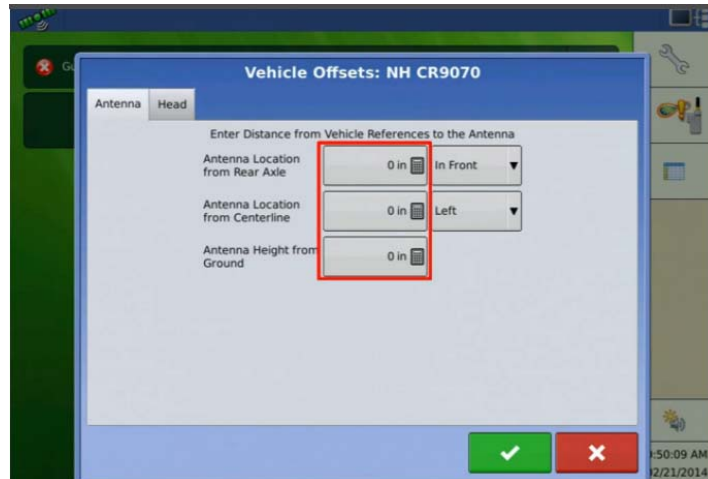 Vehicle Offsets: NH CR9070
Antenna Head
Enter Distance from Vehicle References to the Antenna
Antenna Location
from Rear Axle
0 in In Front
Antenna Location
from Centerline
0 in Left
Antenna Height from
Ground
0 in
:50:09 AM
02/21/2014